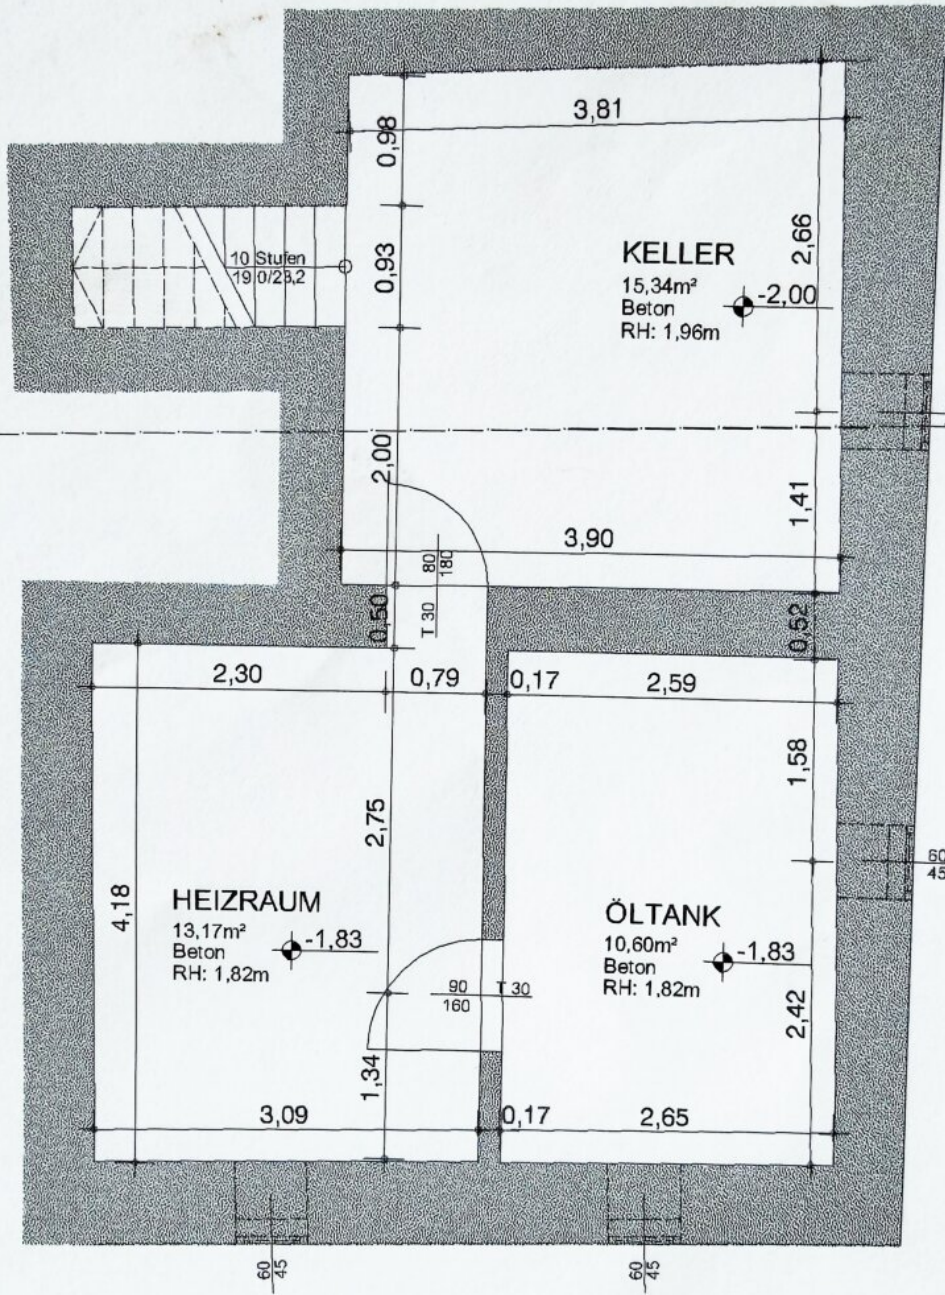 3,81
0,98
2,66
10 Stufen
19,0/28,2
0,93
KELLER
15,34m²
Beton
RH: 1,96m
-2,00
2,00
1,41
3,90
80
180
T 30
0,50
0,52
2,30
0,79
0,17
2,59
1,58
2,75
4,18
60
45
HEIZRAUM
13,17m²
Beton
RH: 1,82m
-1,83
ÖLTANK
10,60m²
Beton
RH: 1,82m
-1,83
90
160
T 30
2,42
1,34
3,09
0,17
2,65
60
45
60
45